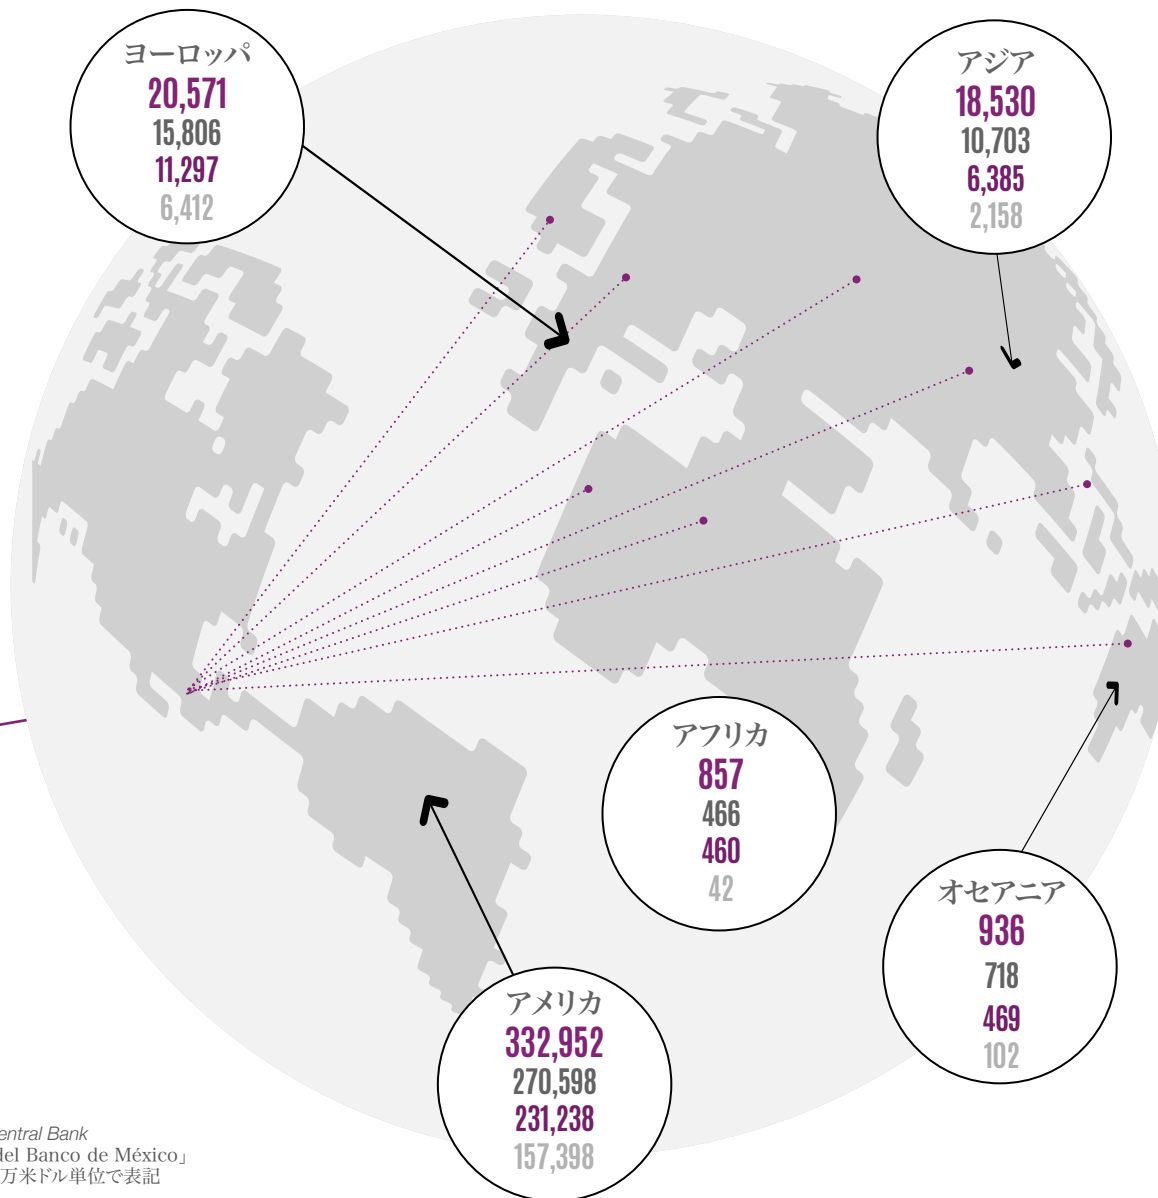 ヨーロッパ
20,571
15,806
11,297
6,412
アジア
18,530
10,703
6,385
2,158
アフリカ
857
466
460
42
オセアニア
936
718
469
102
アメリカ
332,952
270,598
231,238
157,398
entral Bank
del Banco de México」
万米ドル単位で表記